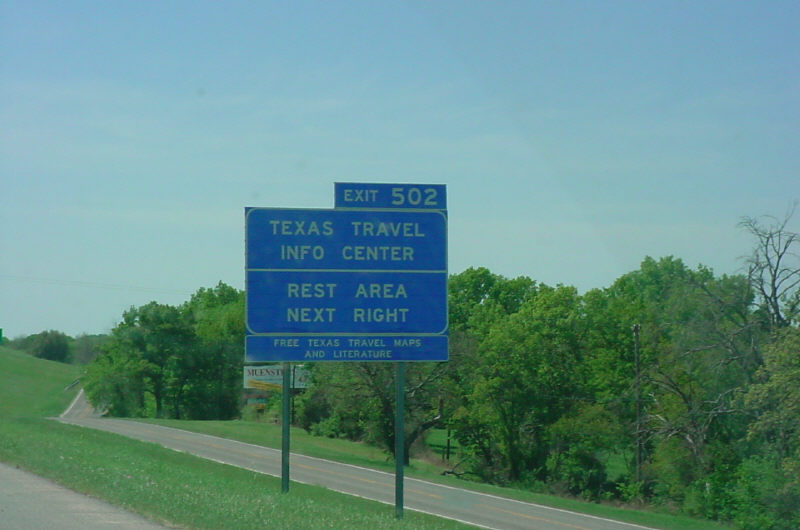 EXIT 502
TEXAS TRAVEL
INFO CENTER
REST AREA
NEXT RIGHT
FREE TEXAS TRAVEL MAPS
AND LITERATURE